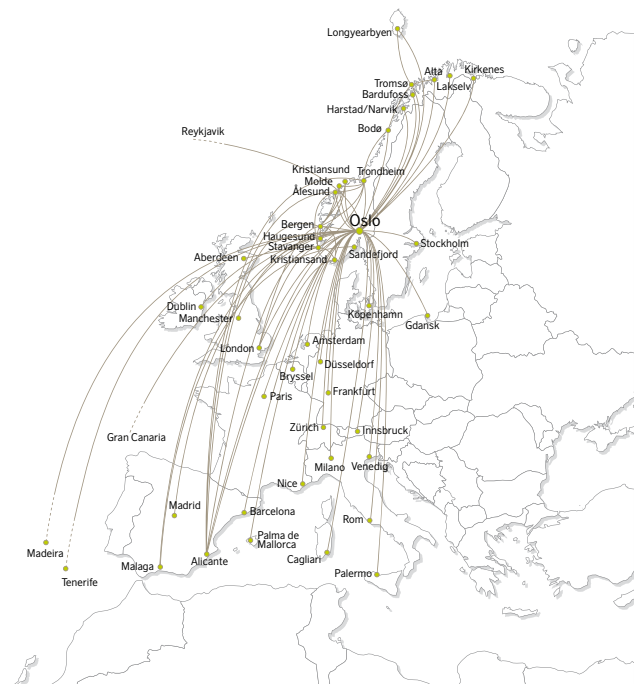 Longyearbyen
Alta
Kirkenes
Tromsø
Lakselv
Bardufoss
Harstad/Narvik
Bodø
Reykjavik
Kristiansund
Trondheim
Molde
Ålesund
Oslo
Bergen
Haugesund
Stavanger
Stockholm
Aberdeen
Kristiansand
Sandefjord
Dublin
Manchester
København
Gdansk
London
Amsterdam
Düsseldorf
Bryssel
Paris
Frankfurt
Gran Canaria
Zürich
Innsbruck
Milano
Venedig
Nice
Madrid
Barcelona
Rom
Palma de
Mallorca
Madeira
Tenerife
Malaga
Alicante
Cagliari
Palermo